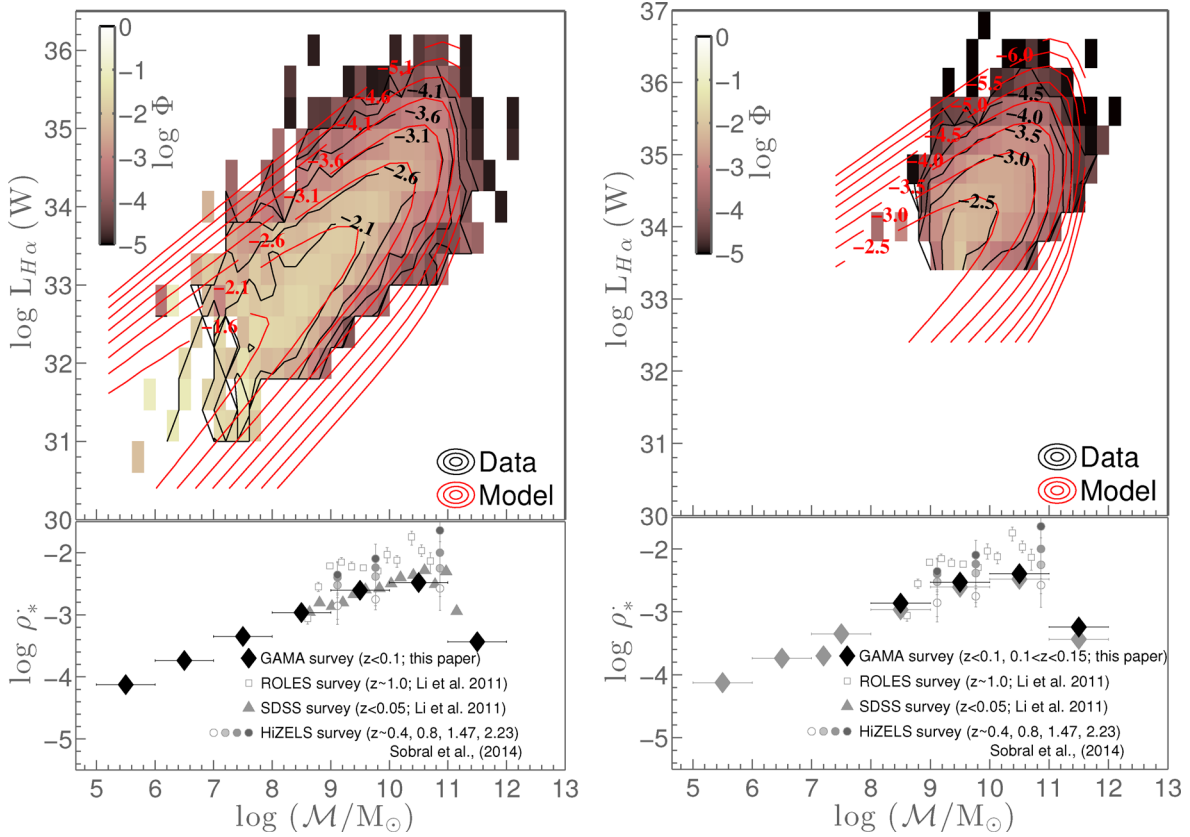 36
35
34
33
32
31
30
log L_{Hα} (W)
0
−1
−2
−3
−4
−5
log Φ
−5.1
−4.6
−4.1
−3.6
−3.1
−2.6
−2.1
−1.6
−4.1
−3.6
−3.1
−2.6
−2.1
Data
Model
−2
−3
−4
−5
log ρ̇_*
GAMA survey (z<0.1; this paper)
ROLES survey (z~1.0; Li et al. 2011)
SDSS survey (z<0.05; Li et al. 2011)
HiZELS survey (z~0.4, 0.8, 1.47, 2.23)
Sobral et al., (2014)
5 6 7 8 9 10 11 12 13
log (ℳ/M_⊙)
37
36
35
34
33
32
31
30
log L_{Hα} (W)
0
−1
−2
−3
−4
−5
log Φ
−6.0
−5.5
−5.0
−4.5
−4.0
−3.5
−3.0
−2.5
−4.5
−4.0
−3.5
−3.0
−2.5
Data
Model
−2
−3
−4
−5
log ρ̇_*
GAMA survey (z<0.1, 0.1<z<0.15; this paper)
ROLES survey (z~1.0; Li et al. 2011)
SDSS survey (z<0.05; Li et al. 2011)
HiZELS survey (z~0.4, 0.8, 1.47, 2.23)
Sobral et al., (2014)
5 6 7 8 9 10 11 12 13
log (ℳ/M_⊙)